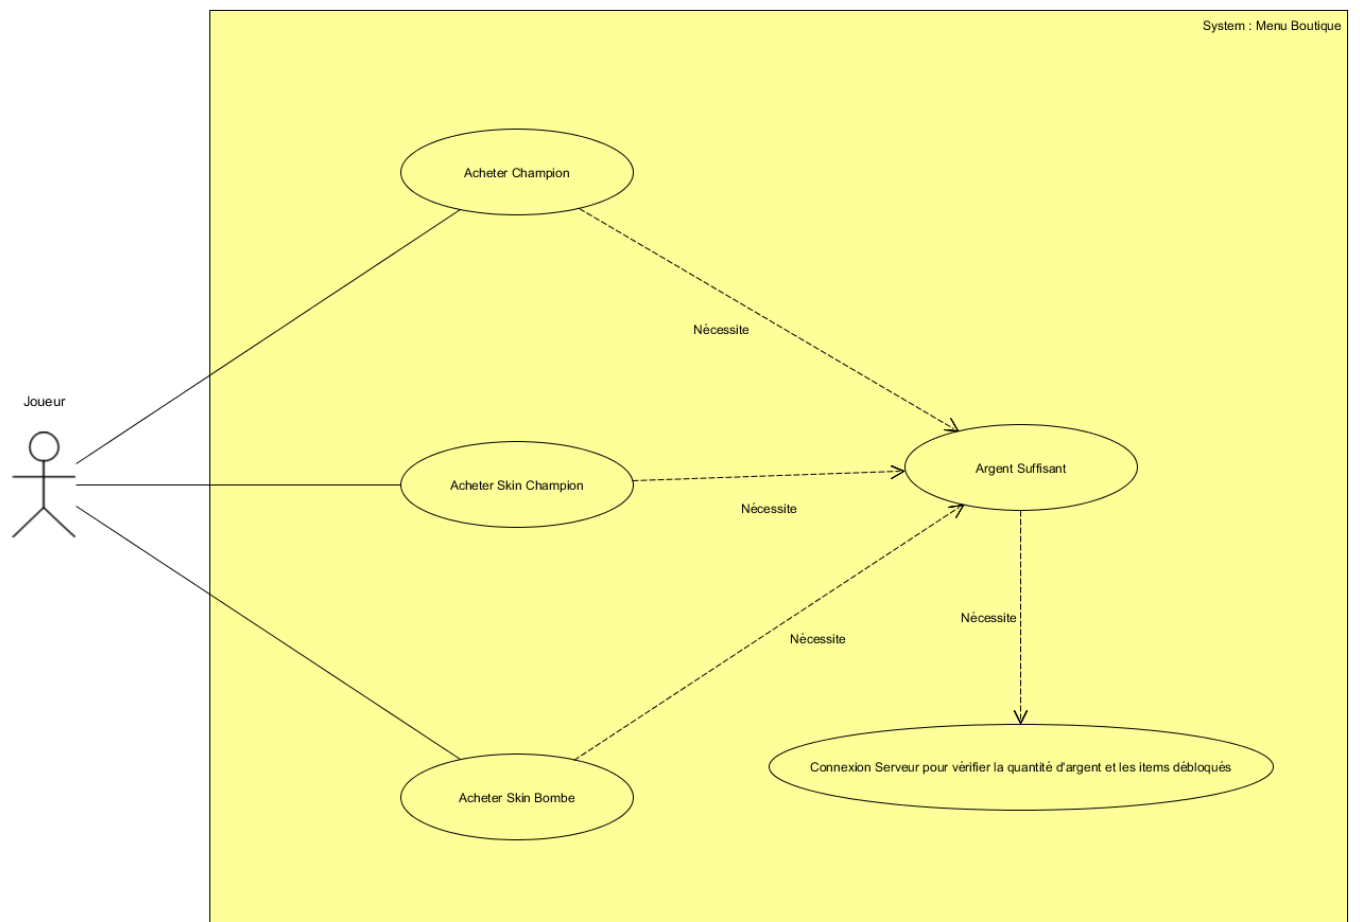 System : Menu Boutique
Acheter Champion
Nécessite
Joueur
Argent Suffisant
Acheter Skin Champion
Nécessite
Nécessite
Nécessite
Connexion Serveur pour vérifier la quantité d'argent et les items débloqués
Acheter Skin Bombe